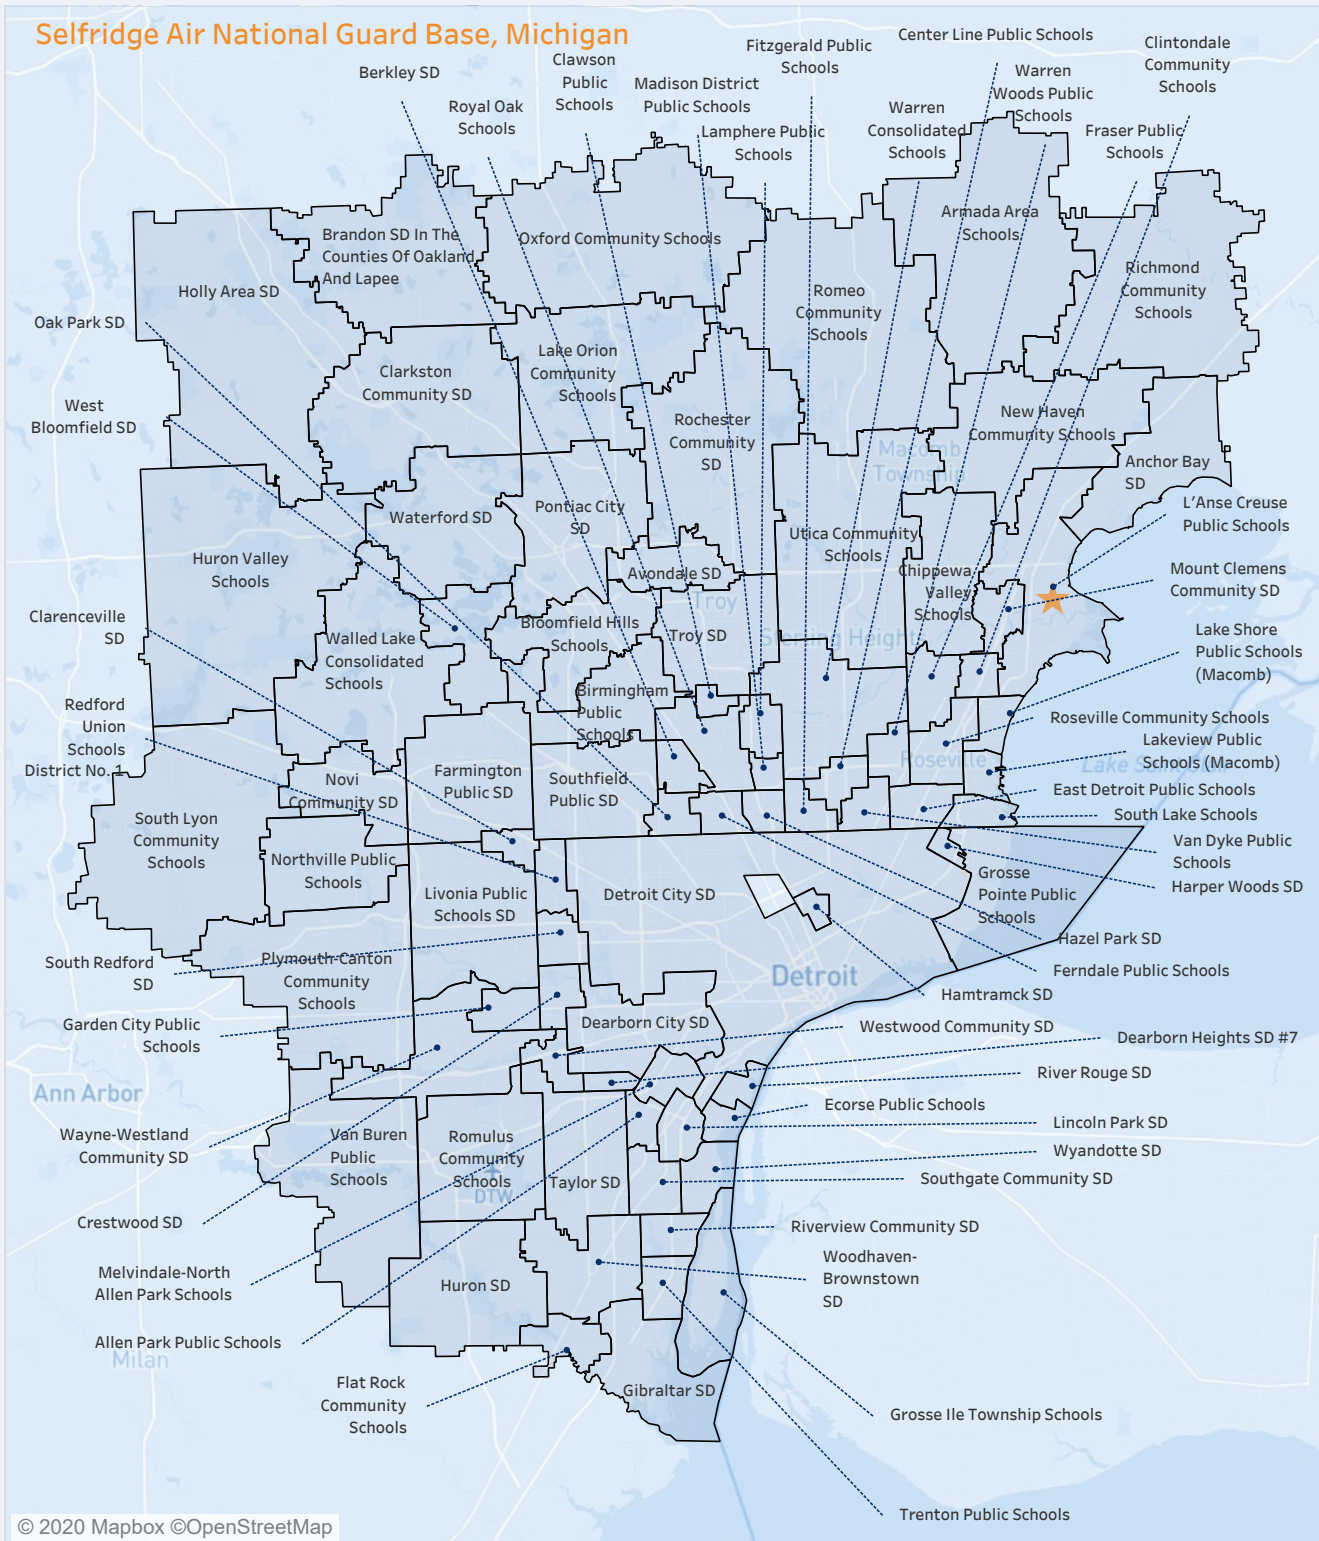 Selfridge Air National Guard Base, Michigan
Berkley SD
Royal Oak
Schools
Clawson
Public
Schools
Madison District
Public Schools
Lamphere Public
Schools
Fitzgerald Public
Schools
Center Line Public Schools
Warren
Consolidated
Schools
Warren
Woods Public
Schools
Fraser Public
Schools
Clintondale
Community
Schools
Brandon SD In The
Counties Of Oakland
And Lapee
Oxford Community Schools
Armada Area
Schools
Richmond
Community
Schools
Holly Area SD
Romeo
Community
Schools
Oak Park SD
Lake Orion
Community
Schools
Clarkston
Community SD
West
Bloomfield SD
Rochester
Community
SD
New Haven
Community Schools
Macomb
Township
Anchor Bay
SD
L'Anse Creuse
Public Schools
Waterford SD
Pontiac City
SD
Utica Community
Schools
Huron Valley
Schools
Avondale SD
Chippewa
Valley
Schools
Mount Clemens
Community SD
Troy
Clarenceville
SD
Walled Lake
Consolidated
Schools
Bloomfield Hills
Schools
Troy SD
Sterling Heights
Lake Shore
Public Schools
(Macomb)
Birmingham
Public
Schools
Redford
Union
Schools
District No. 1
Roseville Community Schools
Roseville
Lakeview Public
Schools (Macomb)
Lake Saint Clair
Novi
Community SD
Farmington
Public SD
Southfield
Public SD
East Detroit Public Schools
South Lake Schools
South Lyon
Community
Schools
Van Dyke Public
Schools
Northville Public
Schools
Livonia Public
Schools SD
Detroit City SD
Grosse
Pointe Public
Schools
Harper Woods SD
Hazel Park SD
South Redford
SD
Plymouth-Canton
Community
Schools
Detroit
Ferndale Public Schools
Hamtramck SD
Garden City Public
Schools
Dearborn City SD
Westwood Community SD
Dearborn Heights SD #7
Ann Arbor
River Rouge SD
Ecorse Public Schools
Wayne-Westland
Community SD
Van Buren
Public
Schools
Romulus
Community
Schools
DTW
Lincoln Park SD
Wyandotte SD
Taylor SD
Southgate Community SD
Crestwood SD
Riverview Community SD
Melvindale-North
Allen Park Schools
Huron SD
Woodhaven-
Brownstown
SD
Allen Park Public Schools
Milan
Flat Rock
Community
Schools
Gibraltar SD
Grosse Ile Township Schools
Trenton Public Schools
© 2020 Mapbox ©OpenStreetMap